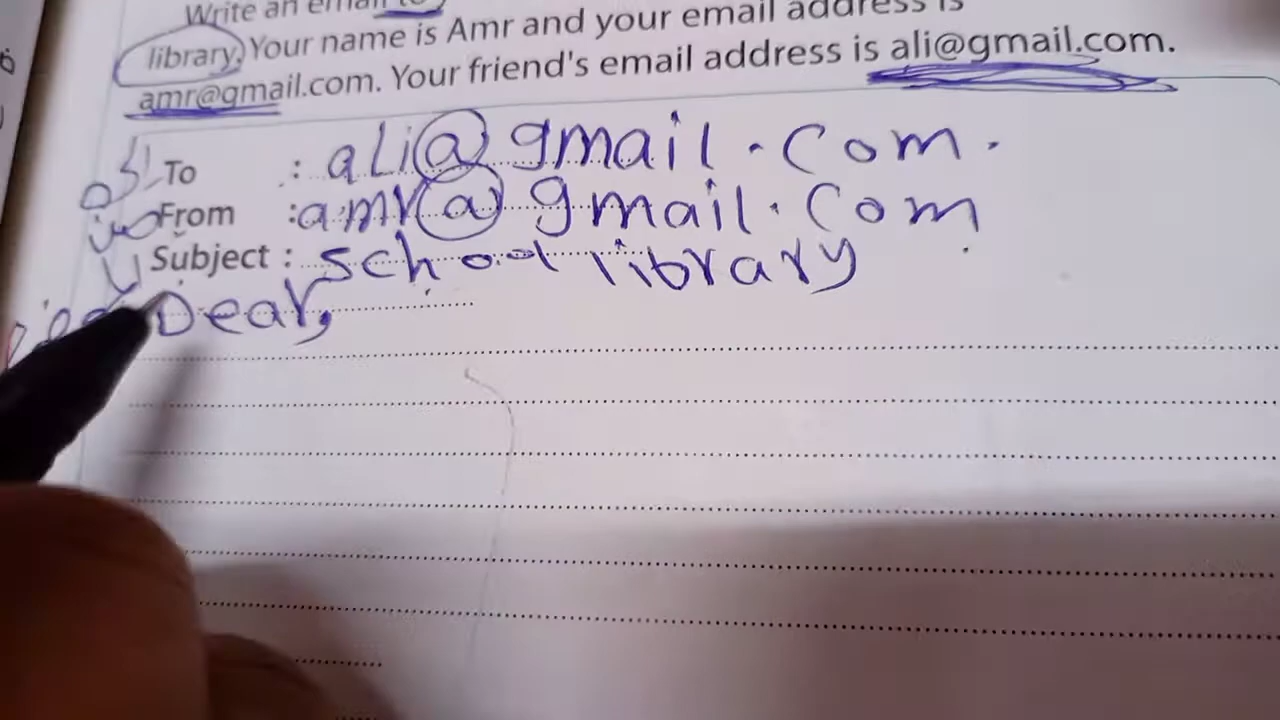 Write an email to
library. Your name is Amr and your email address is
amr@gmail.com. Your friend's email address is ali@gmail.com.
To : ali@gmail.com.
From : amr@gmail.com
Subject : school library
Dear,